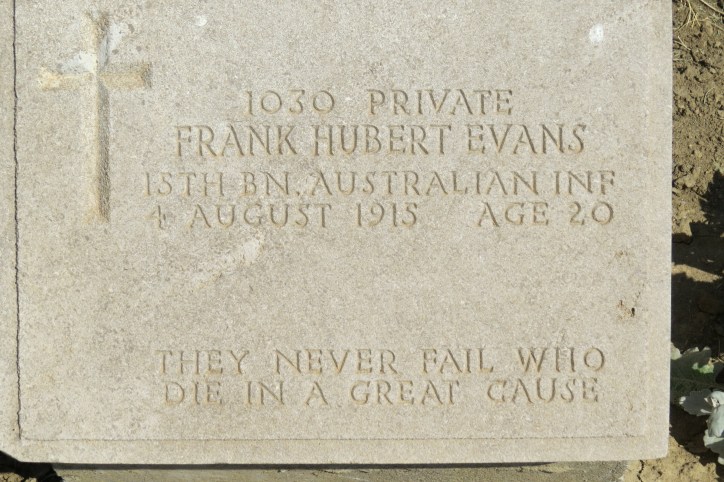 1030 PRIVATE
FRANK HUBERT EVANS
15TH BN. AUSTRALIAN INF
4 AUGUST 1915 AGE 20
THEY NEVER FAIL WHO
DIE IN A GREAT CAUSE